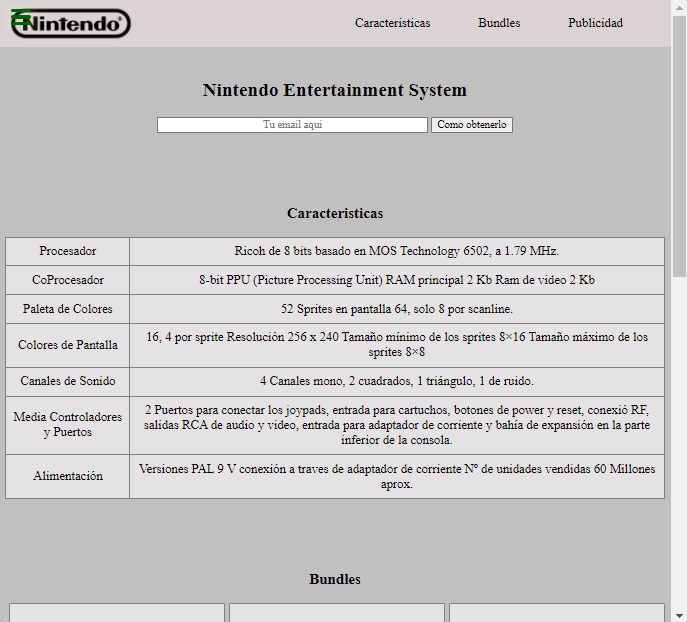 Nintendo®
Caracteristicas
Bundles
Publicidad
Nintendo Entertainment System
Tu email aqui
Como obtenerlo
Caracteristicas
Procesador
Ricoh de 8 bits basado en MOS Technology 6502, a 1.79 MHz.
CoProcesador
8-bit PPU (Picture Processing Unit) RAM principal 2 Kb Ram de video 2 Kb
Paleta de Colores
52 Sprites en pantalla 64, solo 8 por scanline.
Colores de Pantalla
16, 4 por sprite Resolución 256 x 240 Tamaño mínimo de los sprites 8×16 Tamaño máximo de los
sprites 8×8
Canales de Sonido
4 Canales mono, 2 cuadrados, 1 triángulo, 1 de ruido.
Media Controladores
y Puertos
2 Puertos para conectar los joypads, entrada para cartuchos, botones de power y reset, conexió RF,
salidas RCA de audio y video, entrada para adaptador de corriente y bahía de expansión en la parte
inferior de la consola.
Alimentación
Versiones PAL 9 V conexión a traves de adaptador de corriente Nº de unidades vendidas 60 Millones
aprox.
Bundles